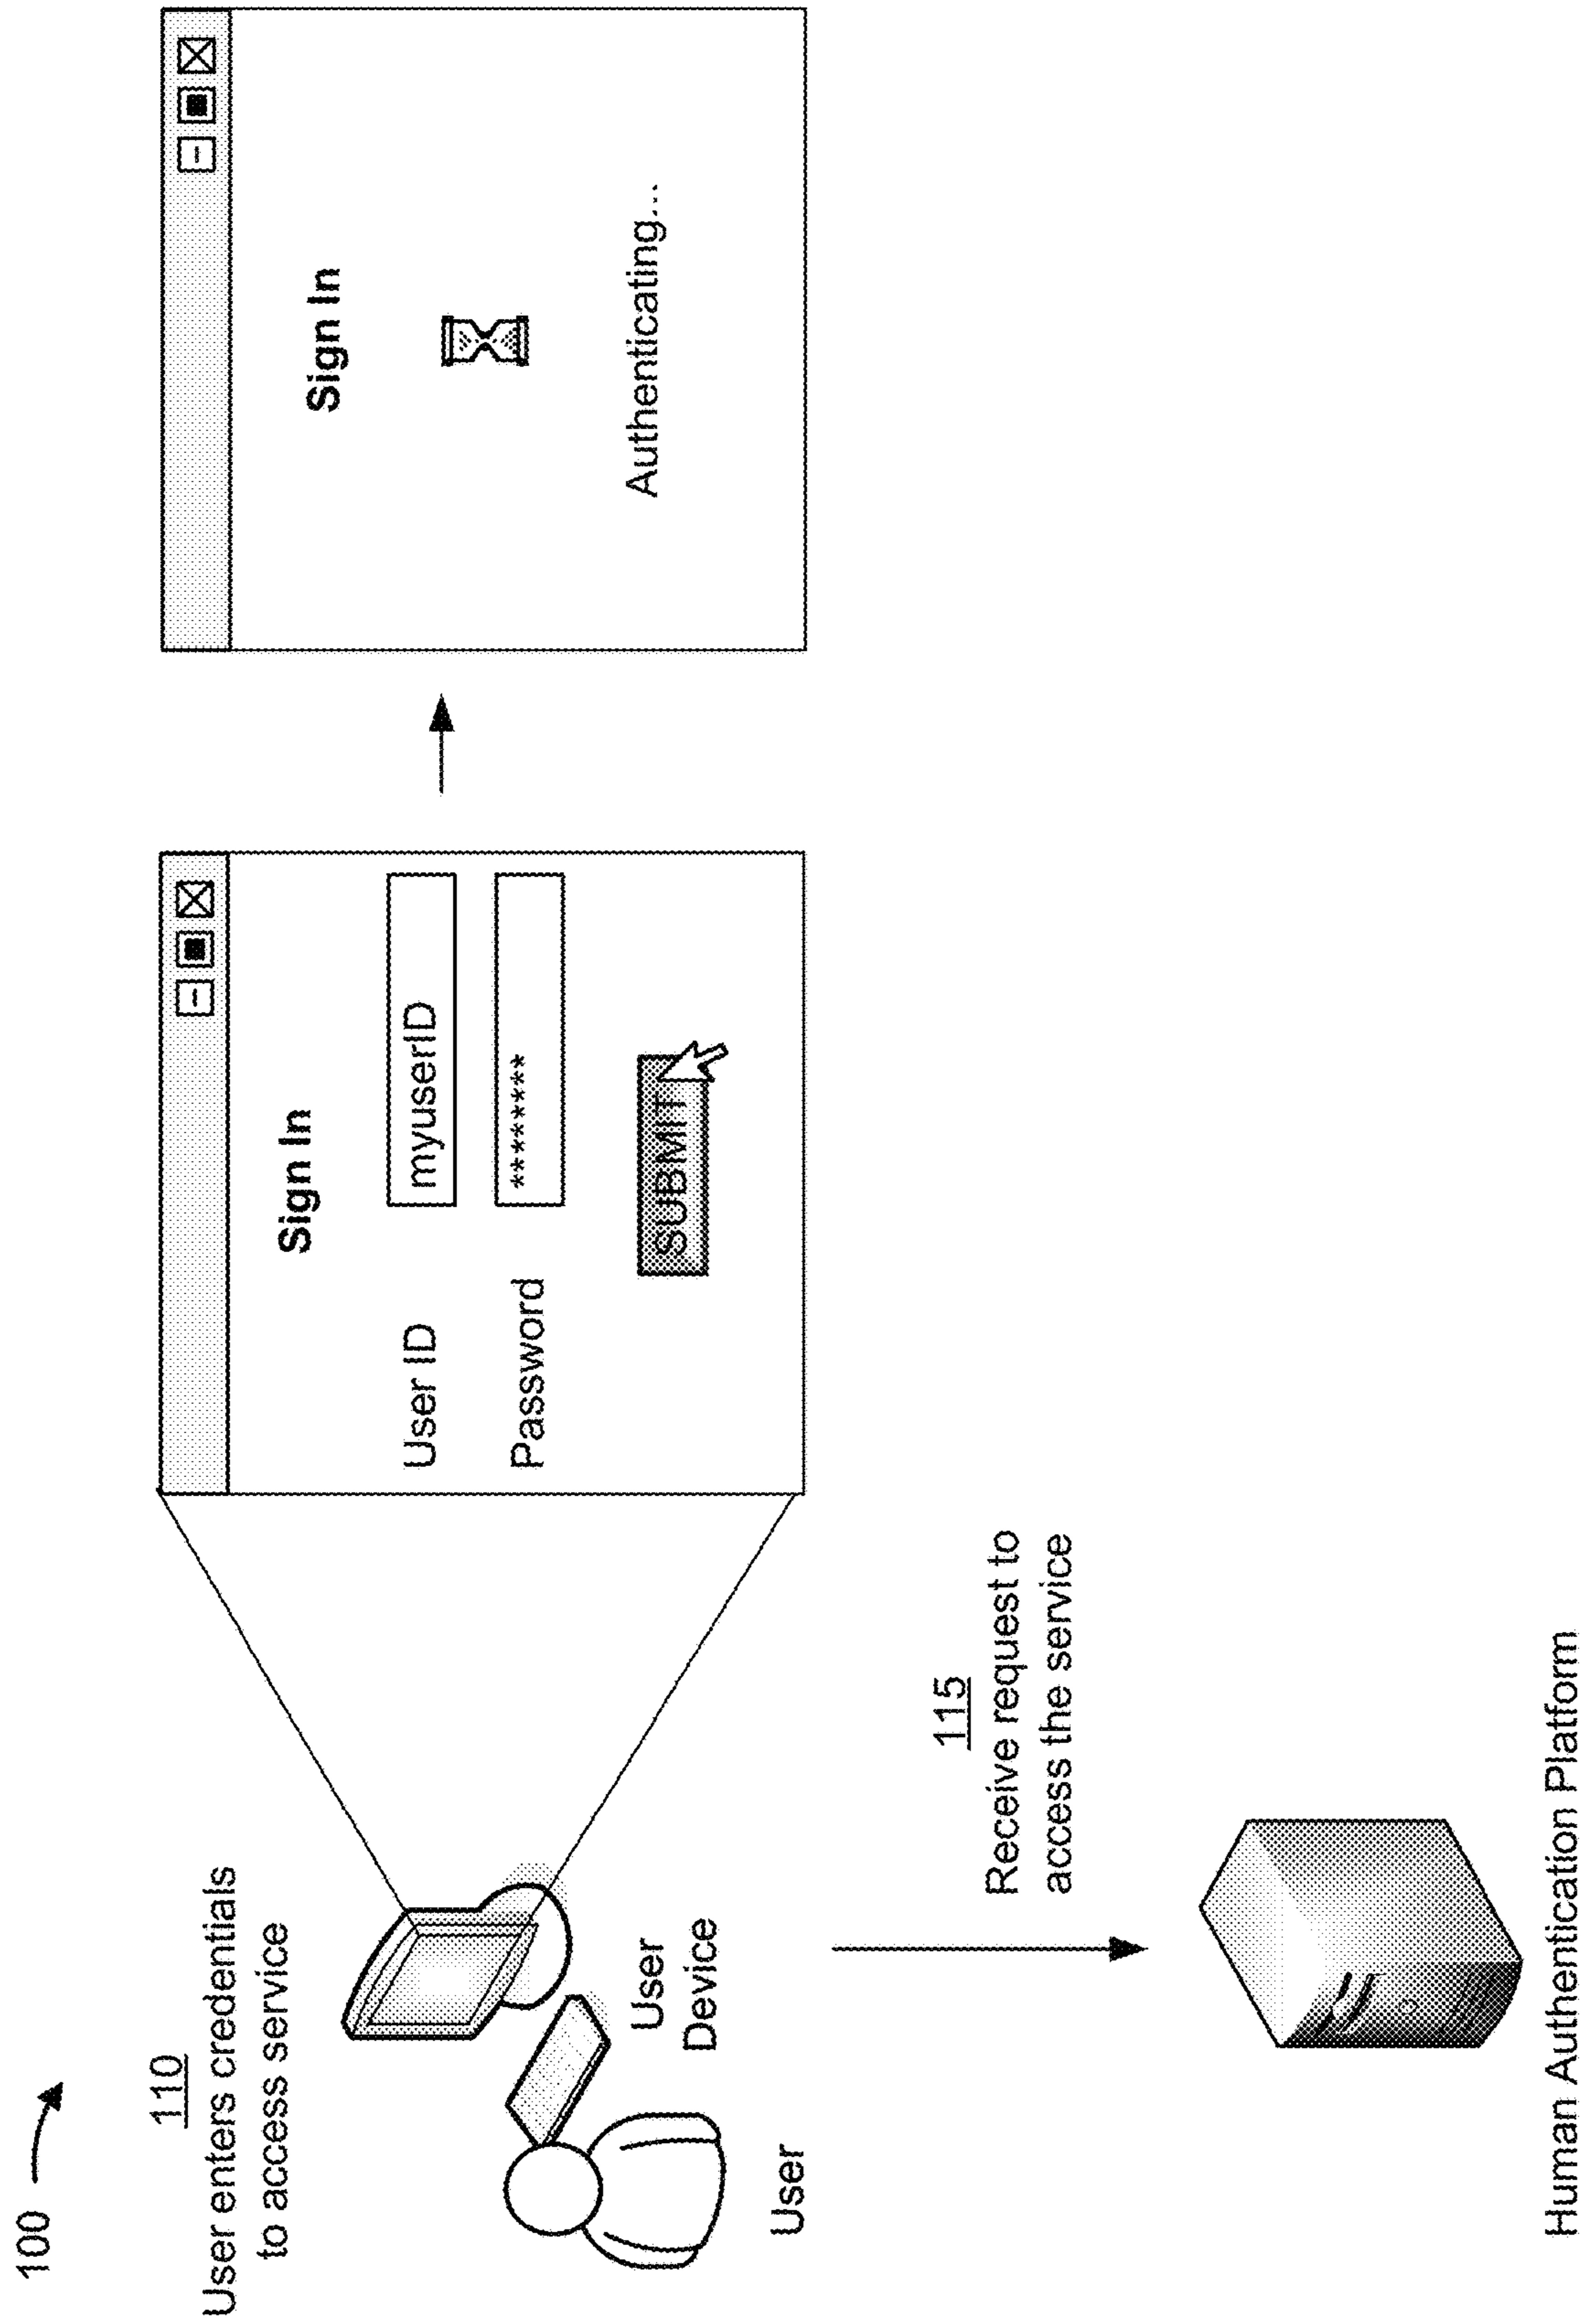 100
110
User enters credentials
to access service
User
User
Device
Sign In
User ID
myuserID
Password
********
SUBMIT
Sign In
Authenticating...
115
Receive request to
access the service
Human Authentication Platform